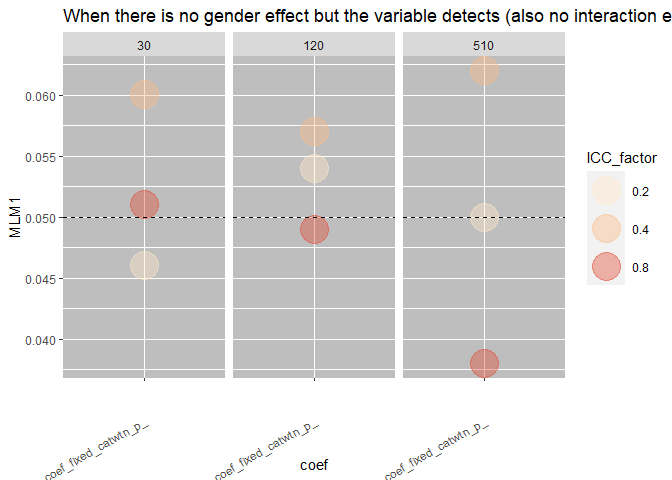 When there is no gender effect but the variable detects (also no interaction e
30
120
510
0.060
0.055
0.050
0.045
0.040
MLM1
coef_fixed_catwtn_p_
coef_fixed_catwtn_p_
coef_fixed_catwtn_p_
coef
ICC_factor
0.2
0.4
0.8